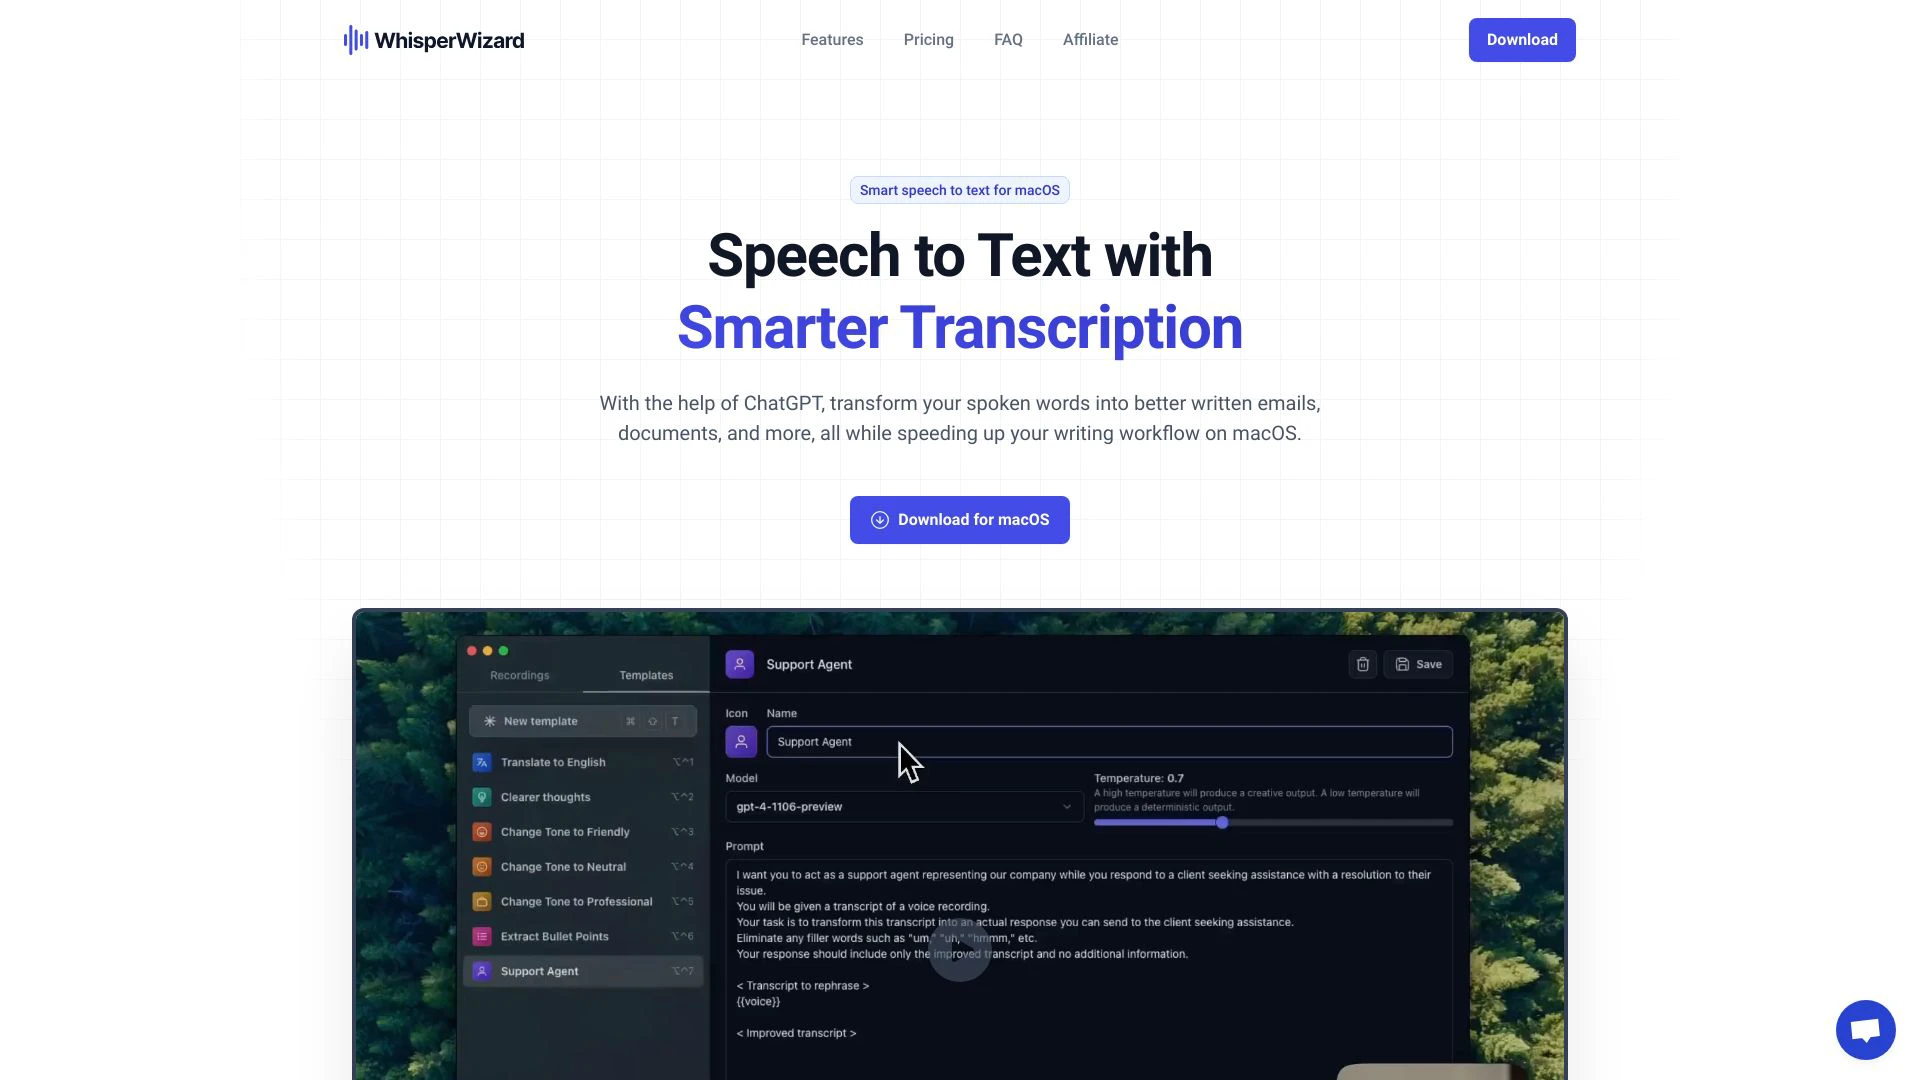 WhisperWizard
Features
Pricing
FAQ
Affiliate
Download
Smart speech to text for macOS
Speech to Text with
Smarter Transcription
With the help of ChatGPT, transform your spoken words into better written emails,
documents, and more, all while speeding up your writing workflow on macOS.
Download for macOS
Recordings
Templates
New template ⌘ ⇧ T
Translate to English ⌥^1
Clearer thoughts ⌥^2
Change Tone to Friendly ⌥^3
Change Tone to Neutral ⌥^4
Change Tone to Professional ⌥^5
Extract Bullet Points ⌥^6
Support Agent ⌥^7
Support Agent
Save
Icon
Name
Support Agent
Model
gpt-4-1106-preview
Temperature: 0.7
A high temperature will produce a creative output. A low temperature will
produce a deterministic output.
Prompt
I want you to act as a support agent representing our company while you respond to a client seeking assistance with a resolution to their
issue.
You will be given a transcript of a voice recording.
Your task is to transform this transcript into an actual response you can send to the client seeking assistance.
Eliminate any filler words such as "um," "uh," "hmmm," etc.
Your response should include only the improved transcript and no additional information.
< Transcript to rephrase >
{{voice}}
< Improved transcript >